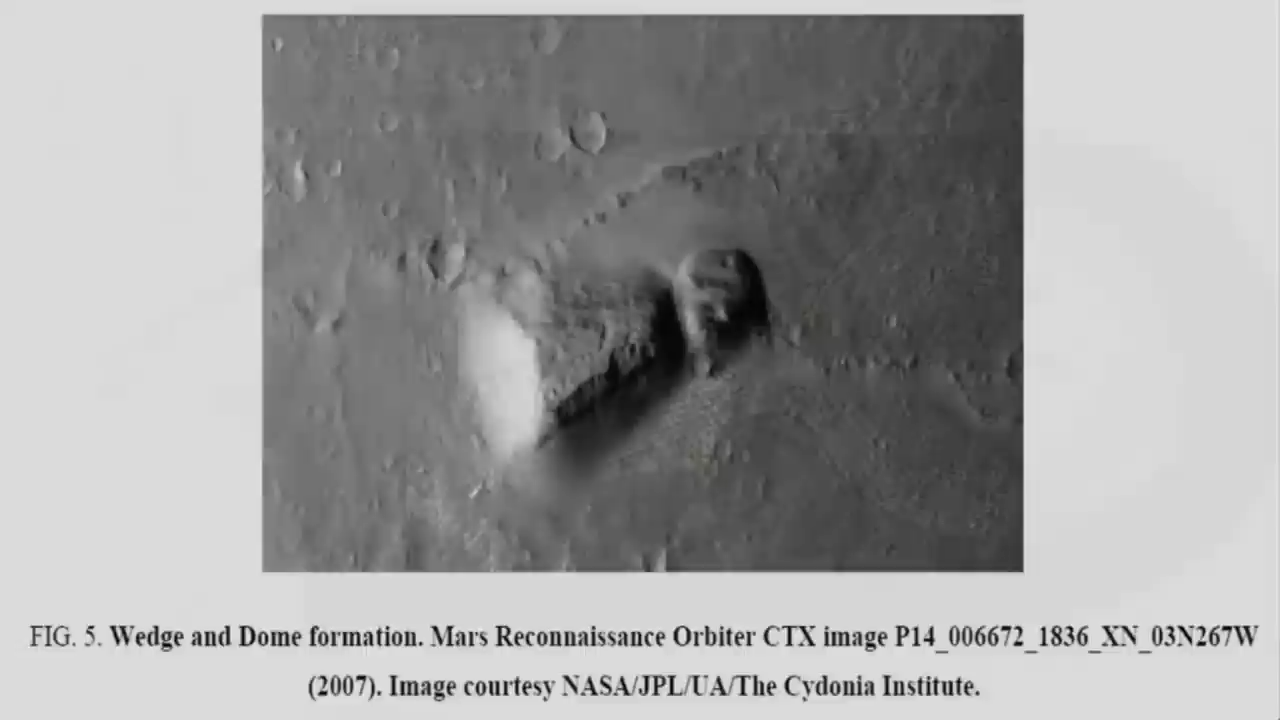 FIG. 5. Wedge and Dome formation. Mars Reconnaissance Orbiter CTX image P14_006672_1836_XN_03N267W
(2007). Image courtesy NASA/JPL/UA/The Cydonia Institute.